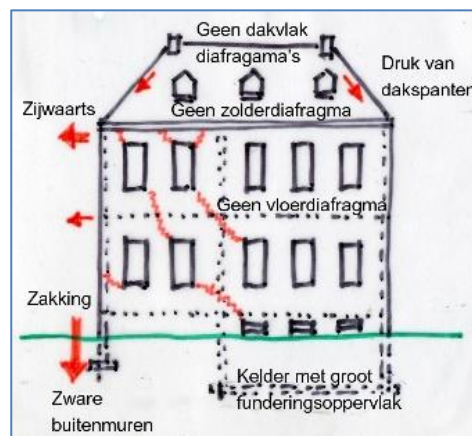 Geen dakvlak
diafragama's
Druk van
dakspanten
Zijwaarts
Geen zolderdiafragma
Geen vloerdiafragma
Zakking
Zware
buitenmuren
Kelder met groot
funderingsoppervlak